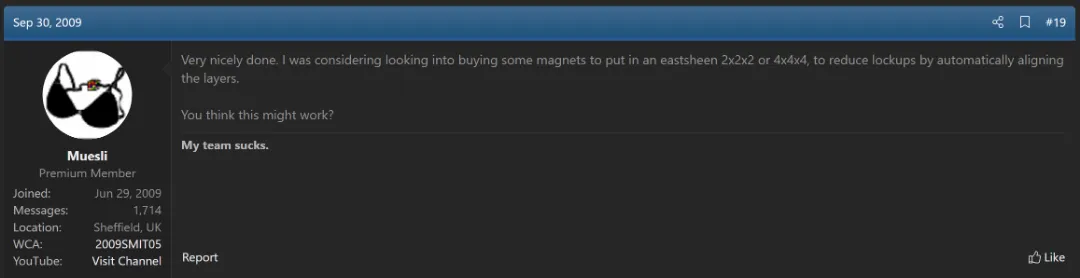 Sep 30, 2009
#19
Very nicely done. I was considering looking into buying some magnets to put in an eastsheen 2x2x2 or 4x4x4, to reduce lockups by automatically aligning
the layers.
You think this might work?
My team sucks.
Muesli
Premium Member
Joined: Jun 29, 2009
Messages: 1,714
Location: Sheffield, UK
WCA: 2009SMIT05
YouTube: Visit Channel
Report
Like